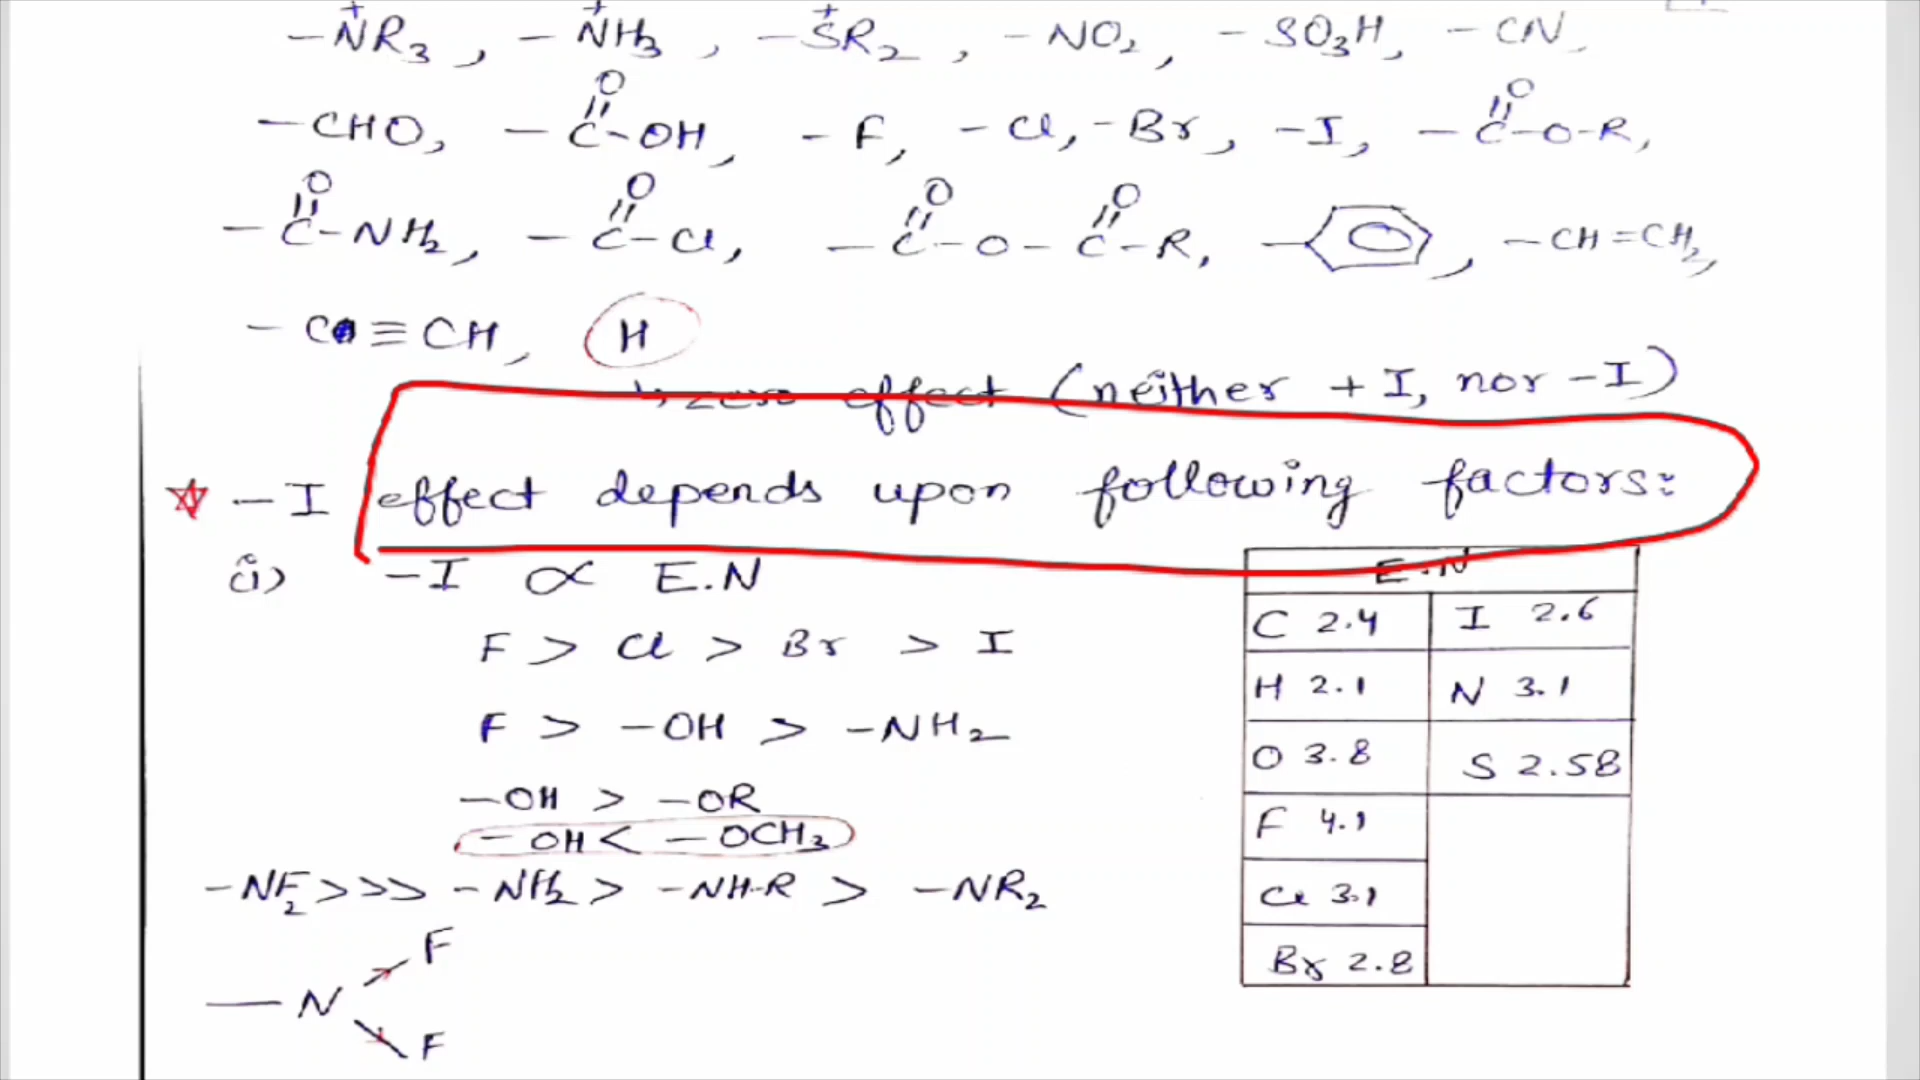 -N⁺R₃, -N⁺H₃, -S⁺R₂, -NO₂, -SO₃H, -CN,
-CHO, -C(=O)-OH, -F, -Cl, -Br, -I, -C(=O)-O-R,
-C(=O)-NH₂, -C(=O)-Cl, -C(=O)-O-C(=O)-R, -CH=CH₂,
-C≡CH, H
↳ zero effect (neither +I, nor -I)
☆ -I effect depends upon following factors:
(i) -I ∝ E.N
F > Cl > Br > I
F > -OH > -NH₂
-OH > -OR
-OH < -OCH₃
-NF₂ >>> -NH₂ > -NH-R > -NR₂
F
-N
F
E.N
C 2.4 I 2.6
H 2.1 N 3.1
O 3.8 S 2.58
F 4.1
Cl 3.1
Br 2.8